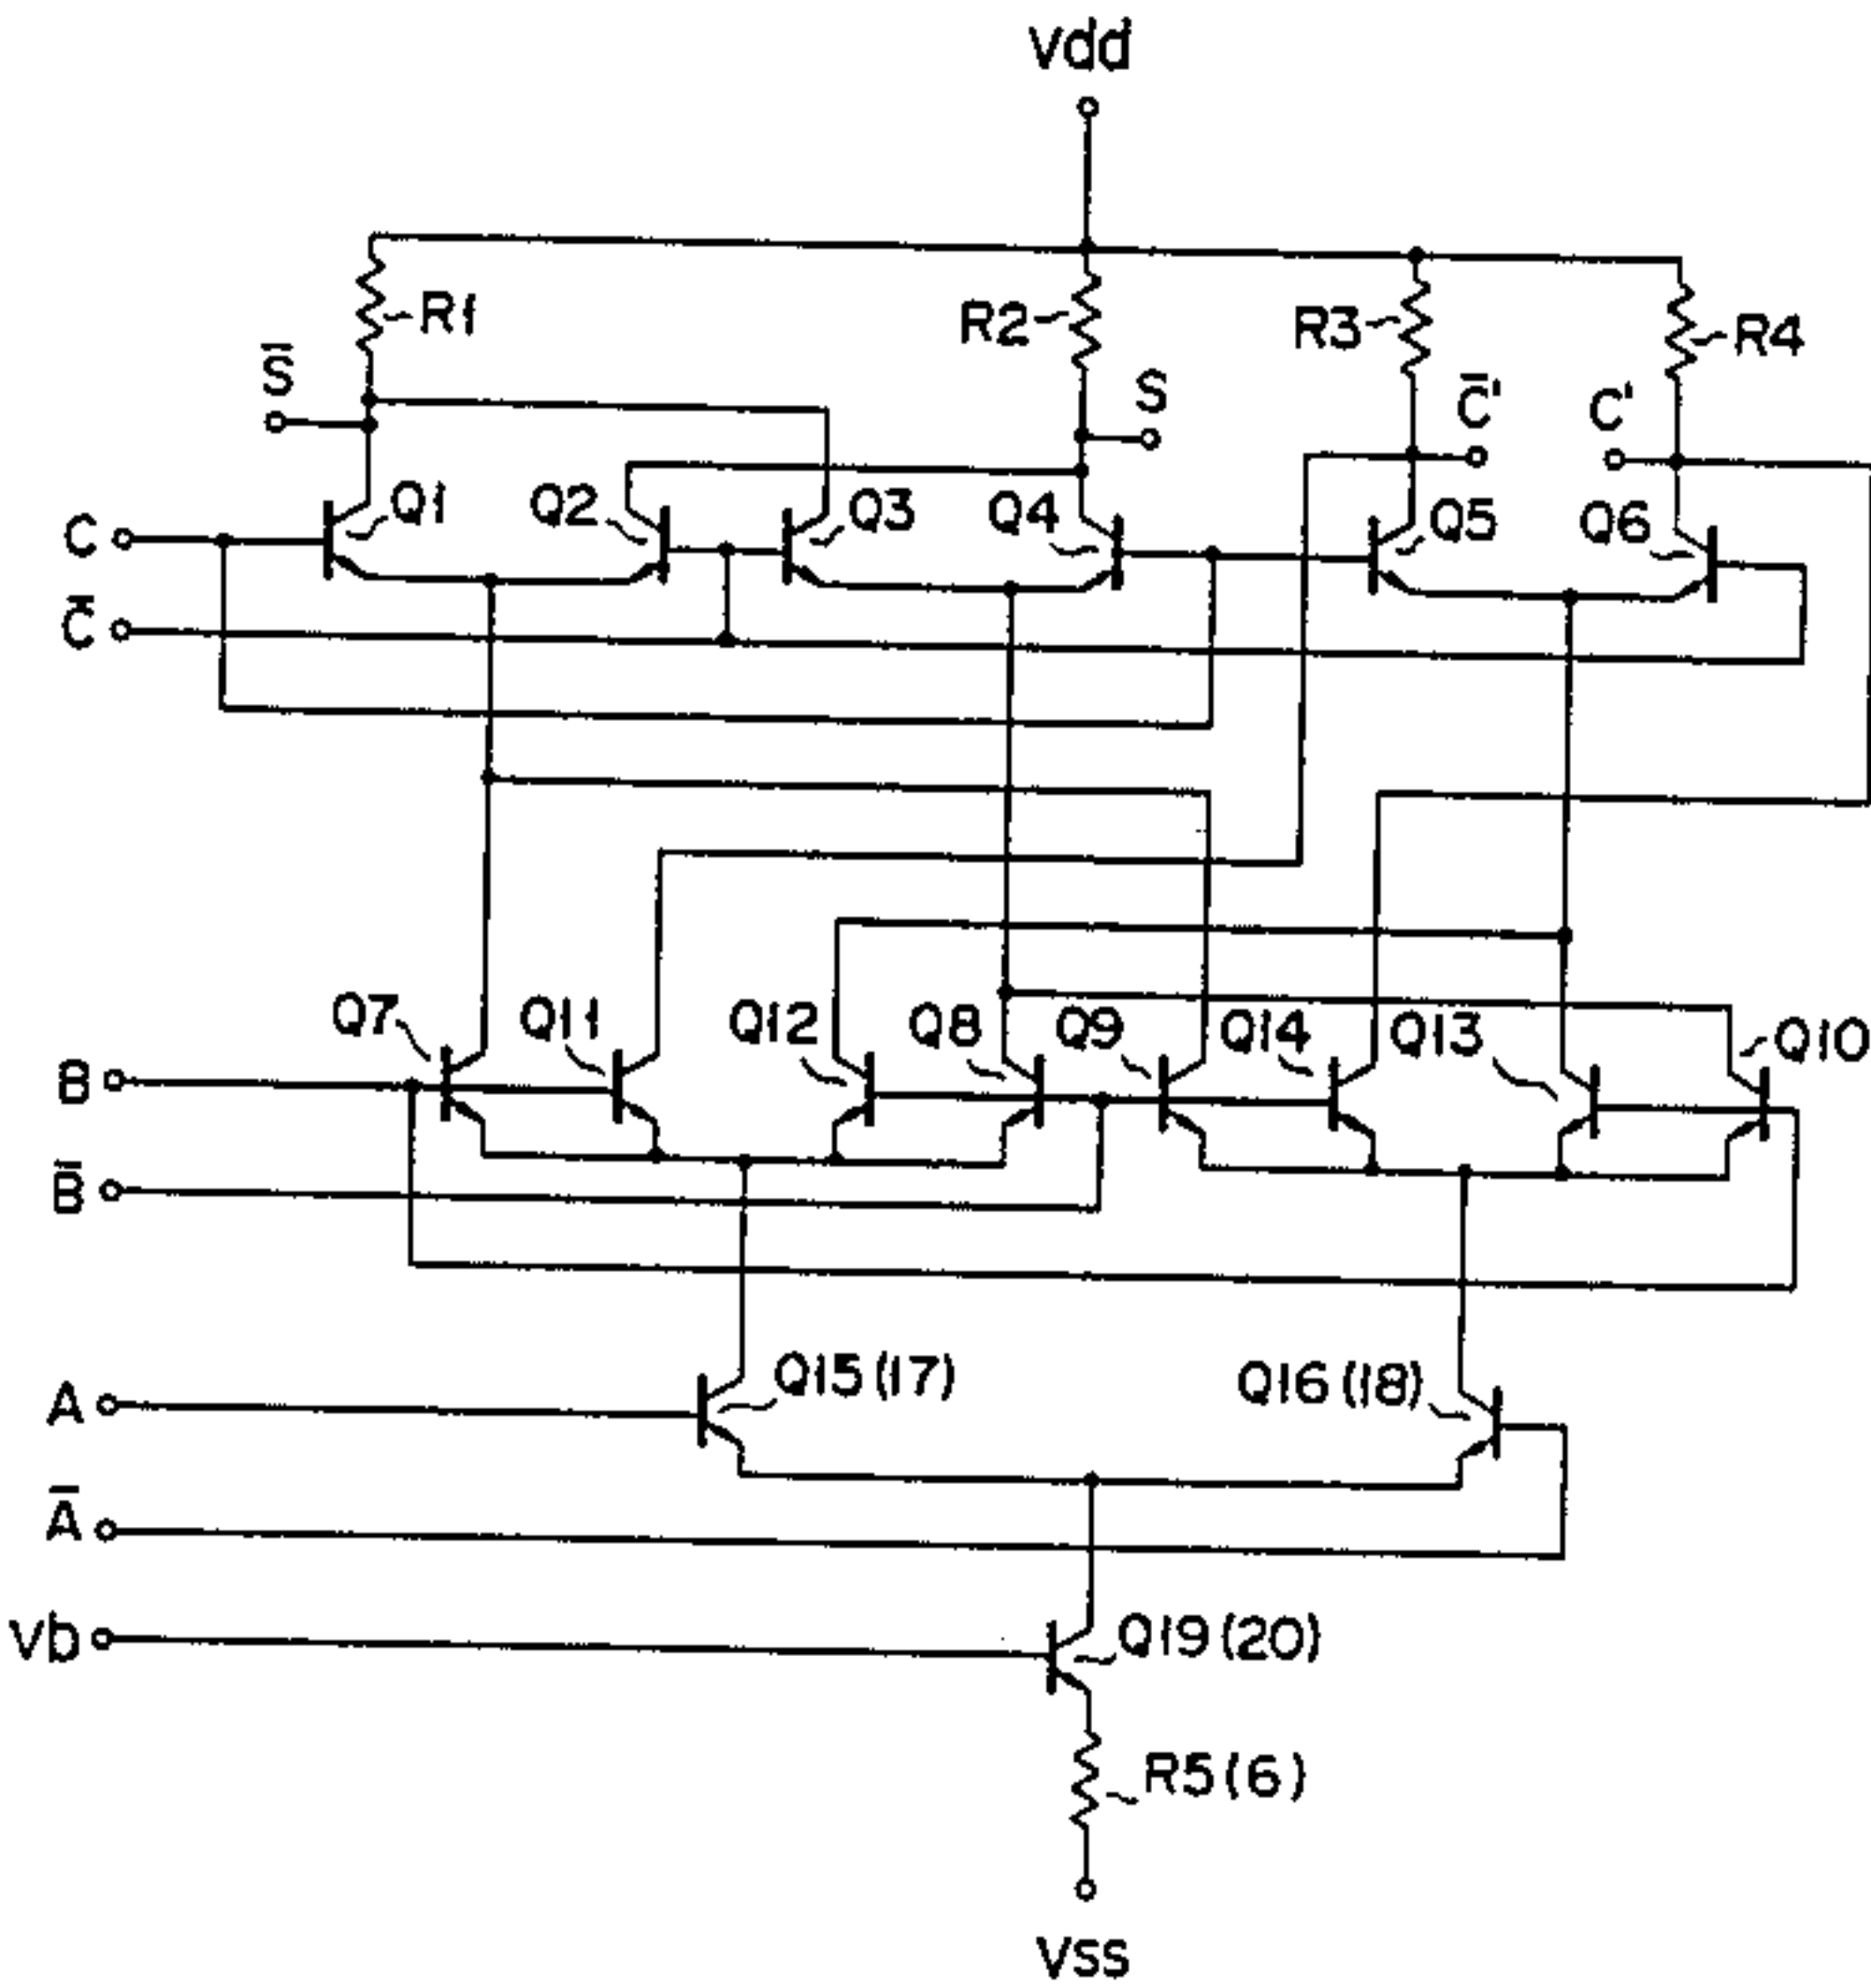 Vdd
R1
R2
R3
R4
S̅
S
C̅'
C'
C
Q1
Q2
Q3
Q4
Q5
Q6
C̅
Q7
Q11
Q12
Q8
Q9
Q14
Q13
Q10
B
B̅
A
Q15(17)
Q16(18)
A̅
Vb
Q19(20)
R5(6)
VSS